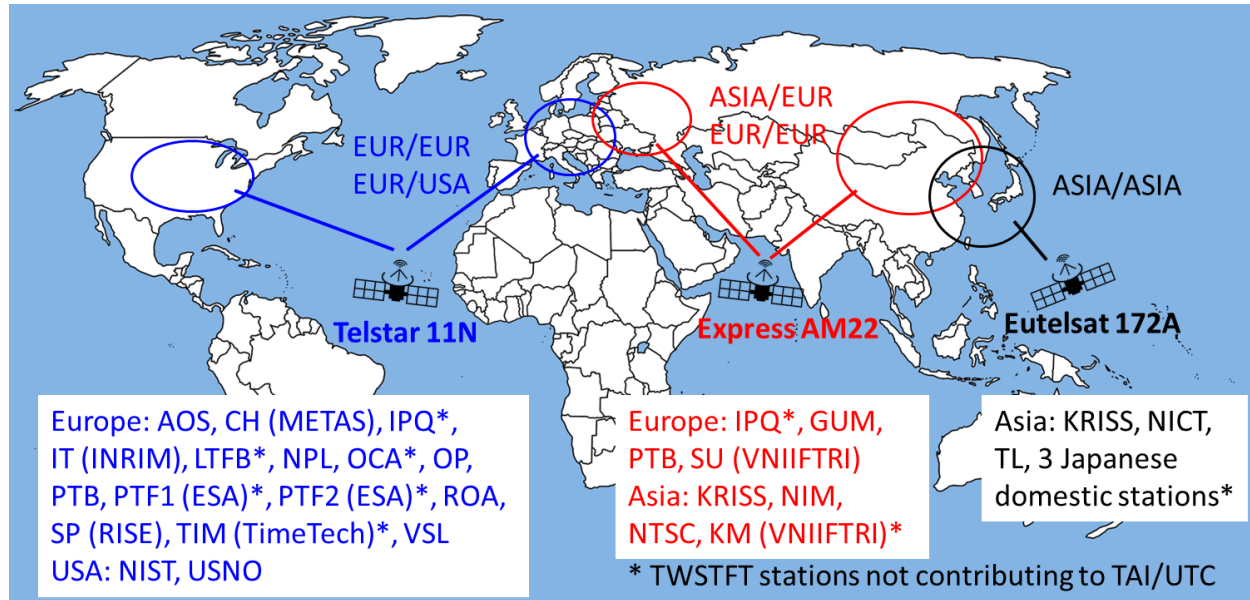 EUR/EUR
EUR/USA
ASIA/EUR
EUR/EUR
ASIA/ASIA
Telstar 11N
Express AM22
Eutelsat 172A
Europe: AOS, CH (METAS), IPQ*,
IT (INRIM), LTFB*, NPL, OCA*, OP,
PTB, PTF1 (ESA)*, PTF2 (ESA)*, ROA,
SP (RISE), TIM (TimeTech)*, VSL
USA: NIST, USNO
Europe: IPQ*, GUM,
PTB, SU (VNIIFTRI)
Asia: KRISS, NIM,
NTSC, KM (VNIIFTRI)*
Asia: KRISS, NICT,
TL, 3 Japanese
domestic stations*
* TWSTFT stations not contributing to TAI/UTC